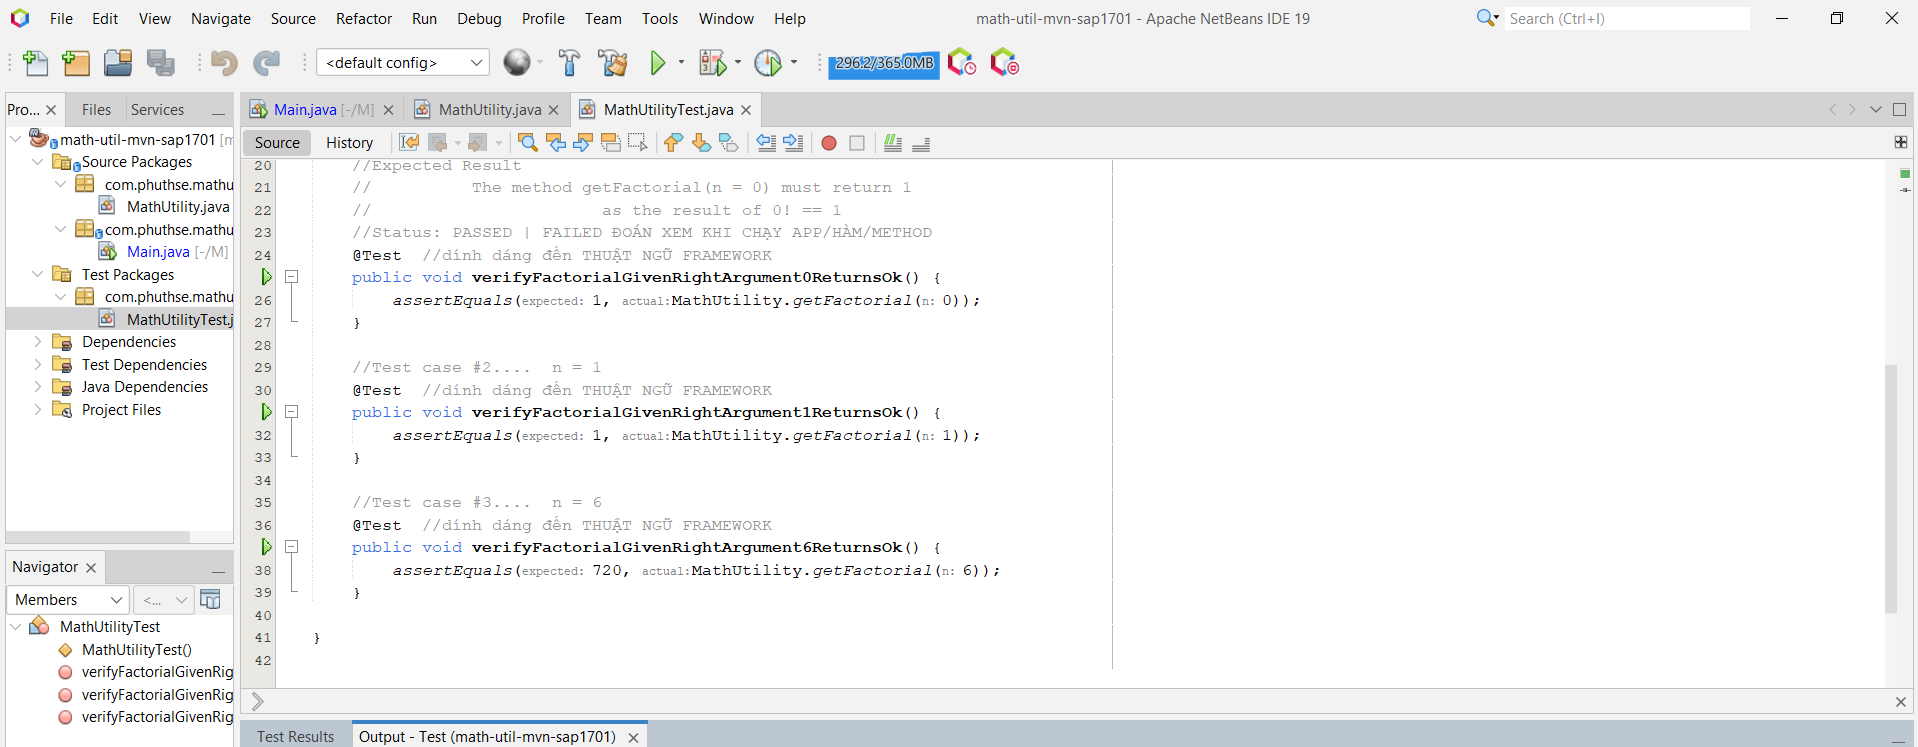 File Edit View Navigate Source Refactor Run Debug Profile Team Tools Window Help
math-util-mvn-sap1701 - Apache NetBeans IDE 19
Search (Ctrl+I)
<default config>
296.2/365.0MB
Pro...
Files
Services
math-util-mvn-sap1701 [m
Source Packages
com.phuthse.mathu
MathUtility.java
com.phuthse.mathu
Main.java [-/M]
Test Packages
com.phuthse.mathu
MathUtilityTest.j
Dependencies
Test Dependencies
Java Dependencies
Project Files
Navigator
Members
<...
MathUtilityTest
MathUtilityTest()
verifyFactorialGivenRig
verifyFactorialGivenRig
verifyFactorialGivenRig
Main.java [-/M]
MathUtility.java
MathUtilityTest.java
Source
History
20 //Expected Result
21 // The method getFactorial(n = 0) must return 1
22 // as the result of 0! == 1
23 //Status: PASSED | FAILED ĐOÁN XEM KHI CHẠY APP/HÀM/METHOD
24 @Test //dính dáng đến THUẬT NGỮ FRAMEWORK
public void verifyFactorialGivenRightArgument0ReturnsOk() {
26 assertEquals(expected: 1, actual:MathUtility.getFactorial(n: 0));
27 }
28
29 //Test case #2.... n = 1
30 @Test //dính dáng đến THUẬT NGỮ FRAMEWORK
public void verifyFactorialGivenRightArgument1ReturnsOk() {
32 assertEquals(expected: 1, actual:MathUtility.getFactorial(n: 1));
33 }
34
35 //Test case #3.... n = 6
36 @Test //dính dáng đến THUẬT NGỮ FRAMEWORK
public void verifyFactorialGivenRightArgument6ReturnsOk() {
38 assertEquals(expected: 720, actual:MathUtility.getFactorial(n: 6));
39 }
40
41 }
42
Test Results
Output - Test (math-util-mvn-sap1701)